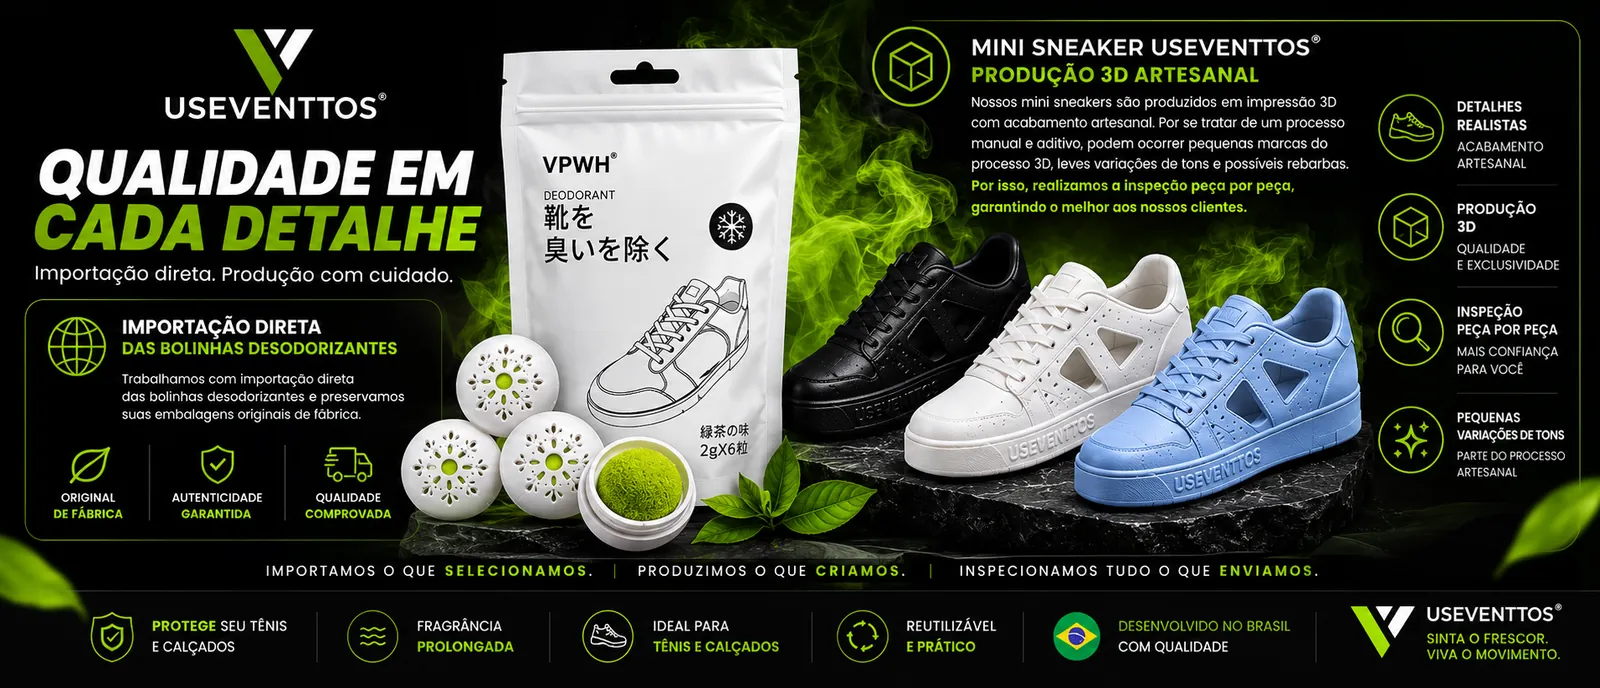 USEVENTTOS®
QUALIDADE EM
CADA DETALHE
Importação direta. Produção com cuidado.
IMPORTAÇÃO DIRETA
DAS BOLINHAS DESODORIZANTES
Trabalhamos com importação direta
das bolinhas desodorizantes e preservamos
suas embalagens originais de fábrica.
ORIGINAL
DE FÁBRICA
AUTENTICIDADE
GARANTIDA
QUALIDADE
COMPROVADA
VPWH®
DEODORANT
靴を
臭いを除く
緑茶の味
2gX6粒
MINI SNEAKER USEVENTTOS®
PRODUÇÃO 3D ARTESANAL
Nossos mini sneakers são produzidos em impressão 3D
com acabamento artesanal. Por se tratar de um processo
manual e aditivo, podem ocorrer pequenas marcas do
processo 3D, leves variações de tons e possíveis rebarbas.
Por isso, realizamos a inspeção peça por peça,
garantindo o melhor aos nossos clientes.
USEVENTTOS
USEVENTTOS
USEVENTTOS
DETALHES
REALISTAS
ACABAMENTO
ARTESANAL
PRODUÇÃO
3D
QUALIDADE
E EXCLUSIVIDADE
INSPEÇÃO
PEÇA POR PEÇA
MAIS CONFIANÇA
PARA VOCÊ
PEQUENAS
VARIAÇÕES DE TONS
PARTE DO PROCESSO
ARTESANAL
IMPORTAMOS O QUE SELECIONAMOS. | PRODUZIMOS O QUE CRIAMOS. | INSPECIONAMOS TUDO O QUE ENVIAMOS.
PROTEGE SEU TÊNIS
E CALÇADOS
FRAGRÂNCIA
PROLONGADA
IDEAL PARA
TÊNIS E CALÇADOS
REUTILIZÁVEL
E PRÁTICO
DESENVOLVIDO NO BRASIL
COM QUALIDADE
USEVENTTOS®
SINTA O FRESCOR.
VIVA O MOVIMENTO.